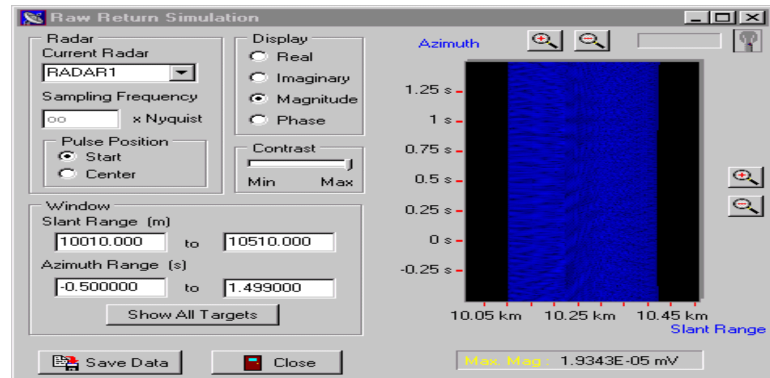 Raw Return Simulation
Radar
Current Radar
RADAR1
Sampling Frequency
oo x Nyquist
Pulse Position
Start
Center
Display
Real
Imaginary
Magnitude
Phase
Contrast
Min Max
Window
Slant Range (m)
10010.000 to 10510.000
Azimuth Range (s)
-0.500000 to 1.499000
Show All Targets
Save Data
Close
Azimuth
1.25 s
1 s
0.75 s
0.5 s
0.25 s
0 s
-0.25 s
10.05 km 10.25 km 10.45 km
Slant Range
Max. Mag.: 1.9343E-05 mV